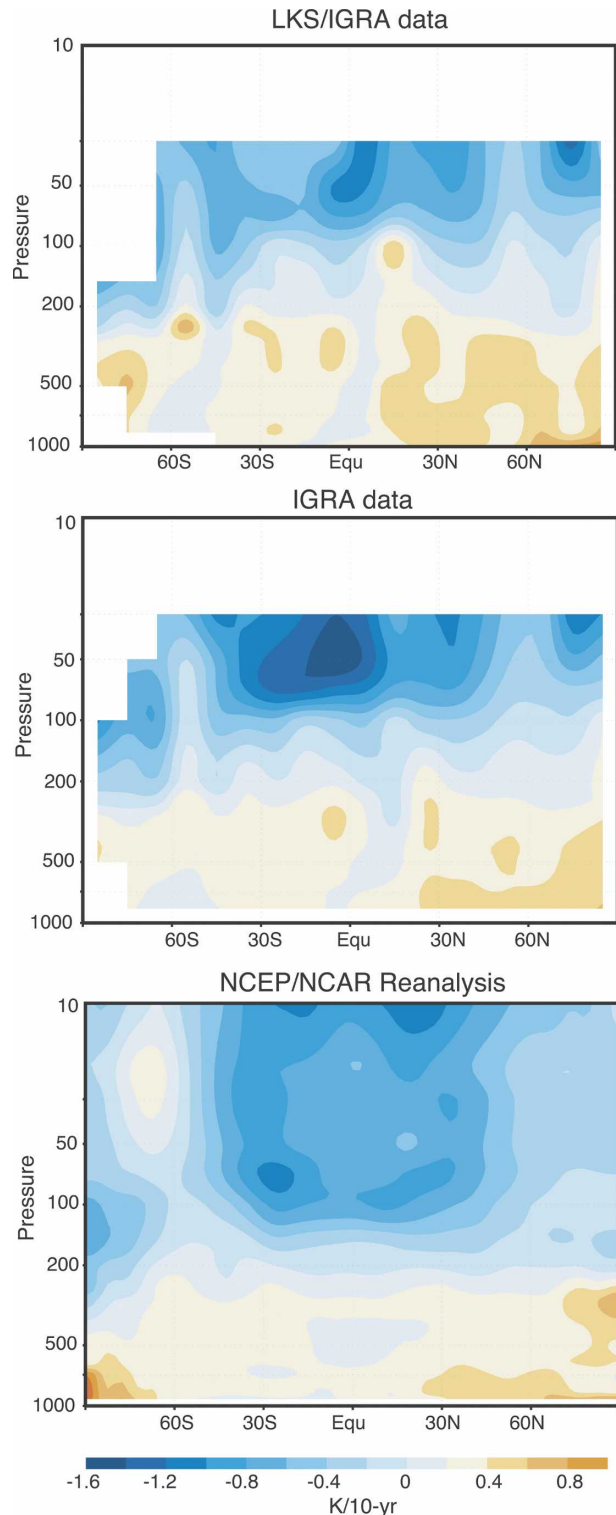 LKS/IGRA data
10
50
100
200
500
1000
Pressure
60S 30S Equ 30N 60N
IGRA data
10
50
100
200
500
1000
Pressure
60S 30S Equ 30N 60N
NCEP/NCAR Reanalysis
10
50
100
200
500
1000
Pressure
60S 30S Equ 30N 60N
-1.6 -1.2 -0.8 -0.4 0 0.4 0.8
K/10-yr